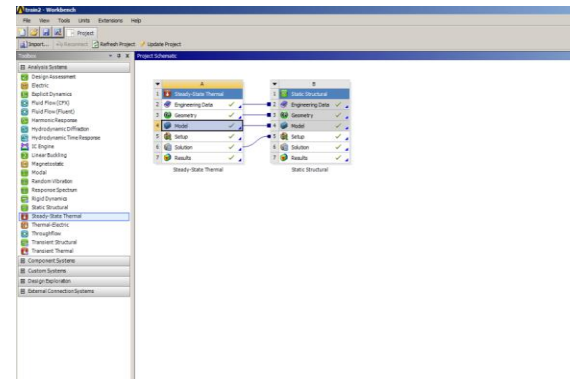 train2 - Workbench
File View Tools Units Extensions Help
Project
Import... Reconnect Refresh Project Update Project
Toolbox
Project Schematic
Analysis Systems
Design Assessment
Electric
Explicit Dynamics
Fluid Flow (CFX)
Fluid Flow (Fluent)
Harmonic Response
Hydrodynamic Diffraction
Hydrodynamic Time Response
IC Engine
Linear Buckling
Magnetostatic
Modal
Random Vibration
Response Spectrum
Rigid Dynamics
Static Structural
Steady-State Thermal
Thermal-Electric
Throughflow
Transient Structural
Transient Thermal
Component Systems
Custom Systems
Design Exploration
External Connection Systems
A
1 Steady-State Thermal
2 Engineering Data
3 Geometry
4 Model
5 Setup
6 Solution
7 Results
Steady-State Thermal
B
1 Static Structural
2 Engineering Data
3 Geometry
4 Model
5 Setup
6 Solution
7 Results
Static Structural